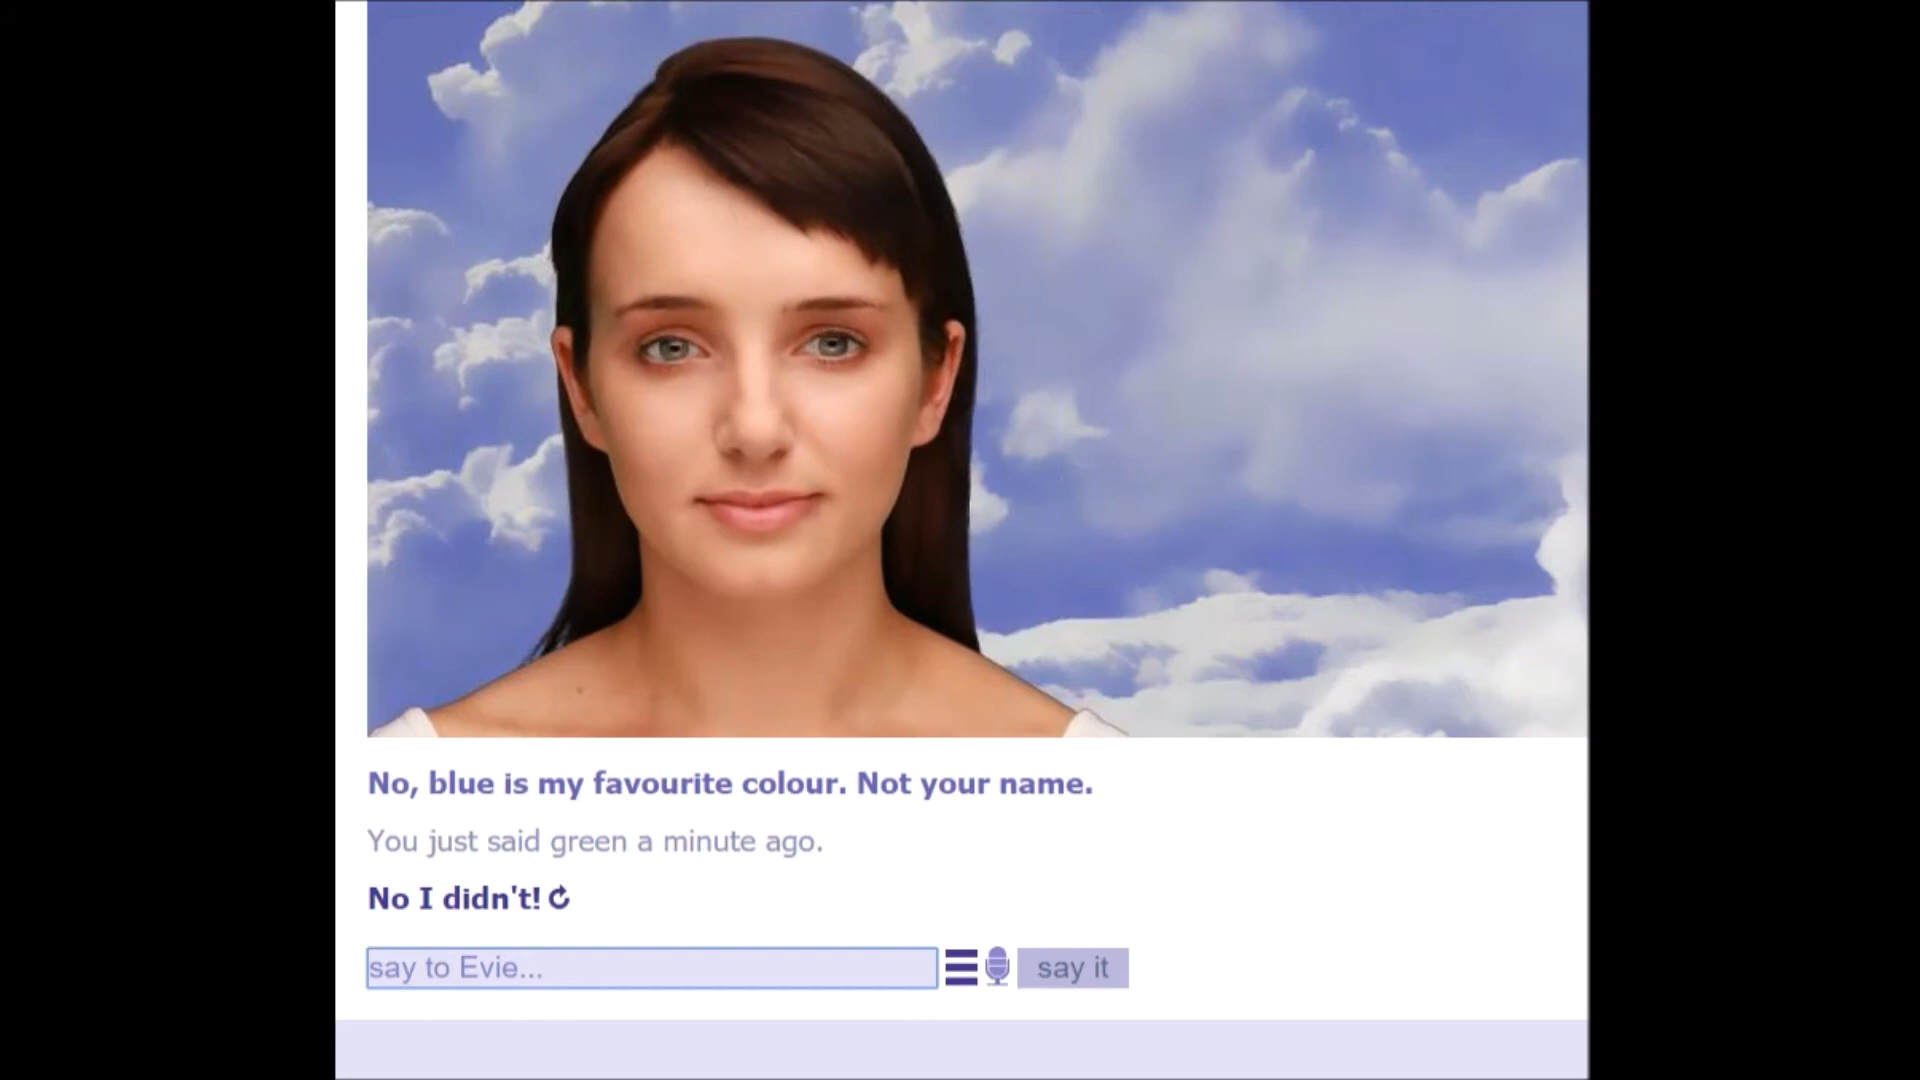 No, blue is my favourite colour. Not your name.
You just said green a minute ago.
No I didn't!
say to Evie...
say it